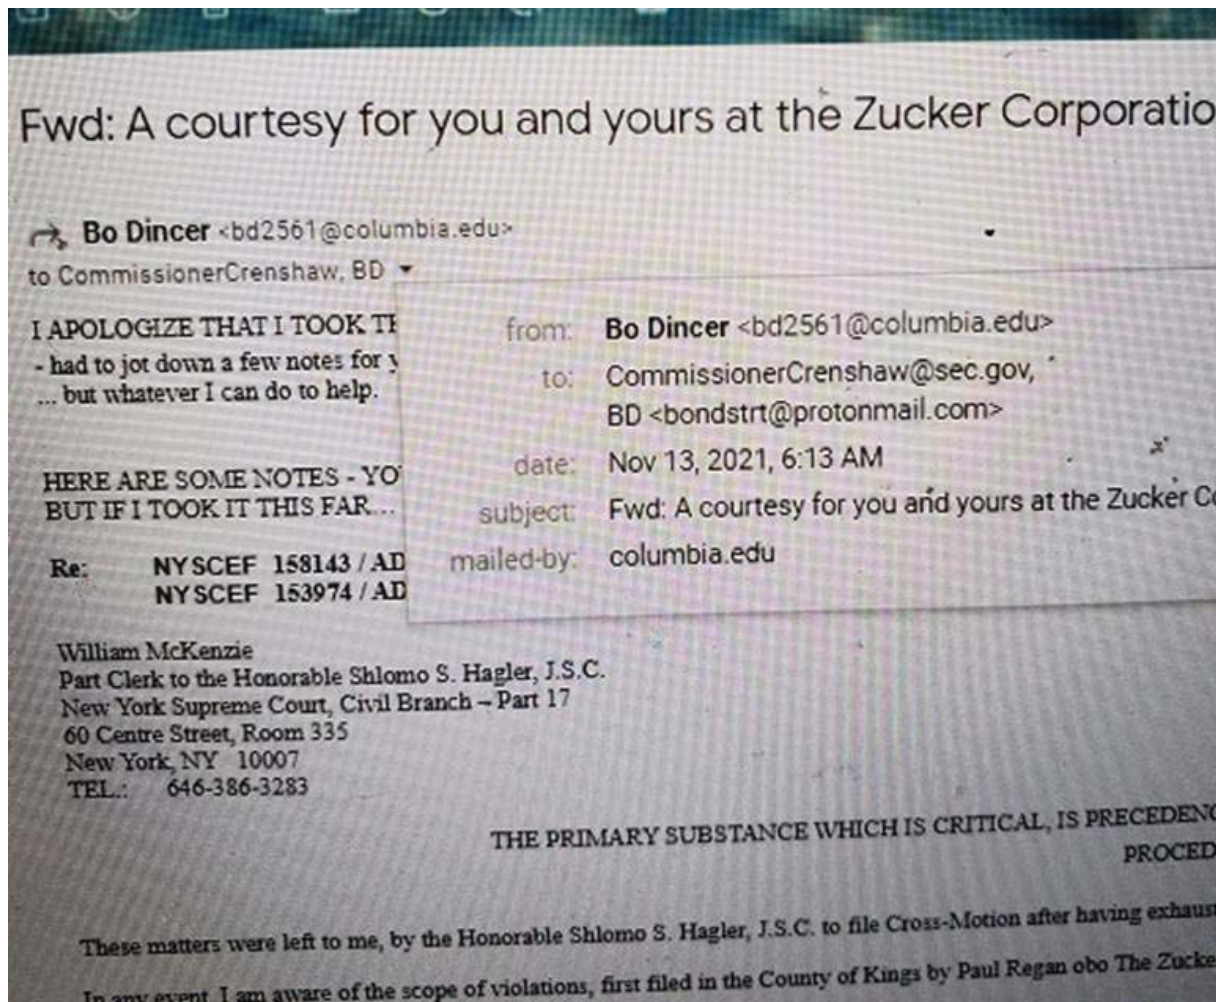 Fwd: A courtesy for you and yours at the Zucker Corporatio
Bo Dincer <bd2561@columbia.edu>
to CommissionerCrenshaw, BD
from: Bo Dincer <bd2561@columbia.edu>
to: CommissionerCrenshaw@sec.gov,
BD <bondstrt@protonmail.com>
date: Nov 13, 2021, 6:13 AM
subject: Fwd: A courtesy for you and yours at the Zucker Co
mailed-by: columbia.edu
I APOLOGIZE THAT I TOOK
- had to jot down a few notes for
... but whatever I can do to help.
HERE ARE SOME NOTES -
BUT IF I TOOK IT THIS FAR...
Re: NYSCEF 158143 / AD
NYSCEF 153974 / AD
William McKenzie
Part Clerk to the Honorable Shlomo S. Hagler, J.S.C.
New York Supreme Court, Civil Branch – Part 17
60 Centre Street, Room 335
New York, NY 10007
TEL.: 646-386-3283
THE PRIMARY SUBSTANCE WHICH IS CRITICAL, IS PRECEDENC
PROCED
These matters were left to me, by the Honorable Shlomo S. Hagler, J.S.C. to file Cross-Motion after having exhaust
In any event, I am aware of the scope of violations, first filed in the County of Kings by Paul Regan obo The Zucke